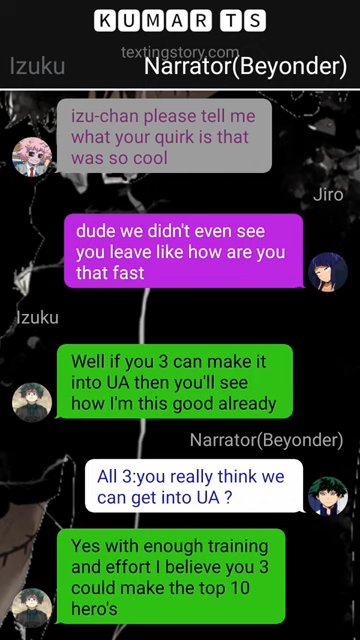 KUMAR TS
textingstory.com
Izuku
Narrator(Beyonder)
izu-chan please tell me
what your quirk is that
was so cool
Jiro
dude we didn't even see
you leave like how are you
that fast
Izuku
Well if you 3 can make it
into UA then you'll see
how I'm this good already
Narrator(Beyonder)
All 3:you really think we
can get into UA ?
Yes with enough training
and effort I believe you 3
could make the top 10
hero's